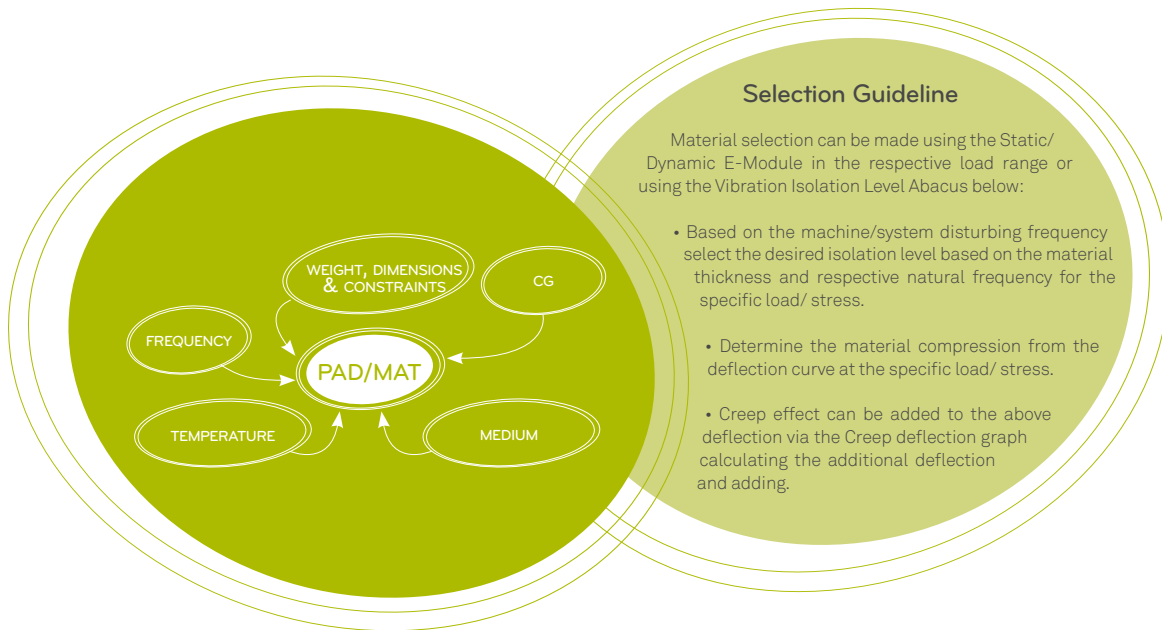 WEIGHT, DIMENSIONS
& CONSTRAINTS
CG
FREQUENCY
PAD/MAT
TEMPERATURE
MEDIUM
Selection Guideline
Material selection can be made using the Static/
Dynamic E-Module in the respective load range or
using the Vibration Isolation Level Abacus below:
• Based on the machine/system disturbing frequency
select the desired isolation level based on the material
thickness and respective natural frequency for the
specific load/ stress.
• Determine the material compression from the
deflection curve at the specific load/ stress.
• Creep effect can be added to the above
deflection via the Creep deflection graph
calculating the additional deflection
and adding.